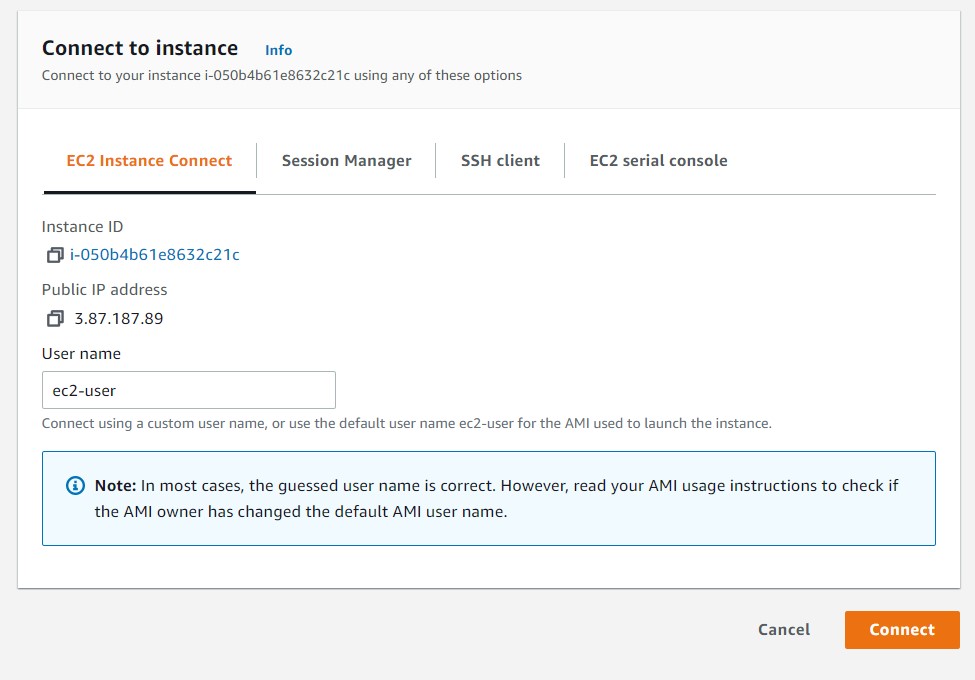 Connect to instance Info
Connect to your instance i-050b4b61e8632c21c using any of these options
EC2 Instance Connect Session Manager SSH client EC2 serial console
Instance ID
i-050b4b61e8632c21c
Public IP address
3.87.187.89
User name
ec2-user
Connect using a custom user name, or use the default user name ec2-user for the AMI used to launch the instance.
Note: In most cases, the guessed user name is correct. However, read your AMI usage instructions to check if
the AMI owner has changed the default AMI user name.
Cancel Connect